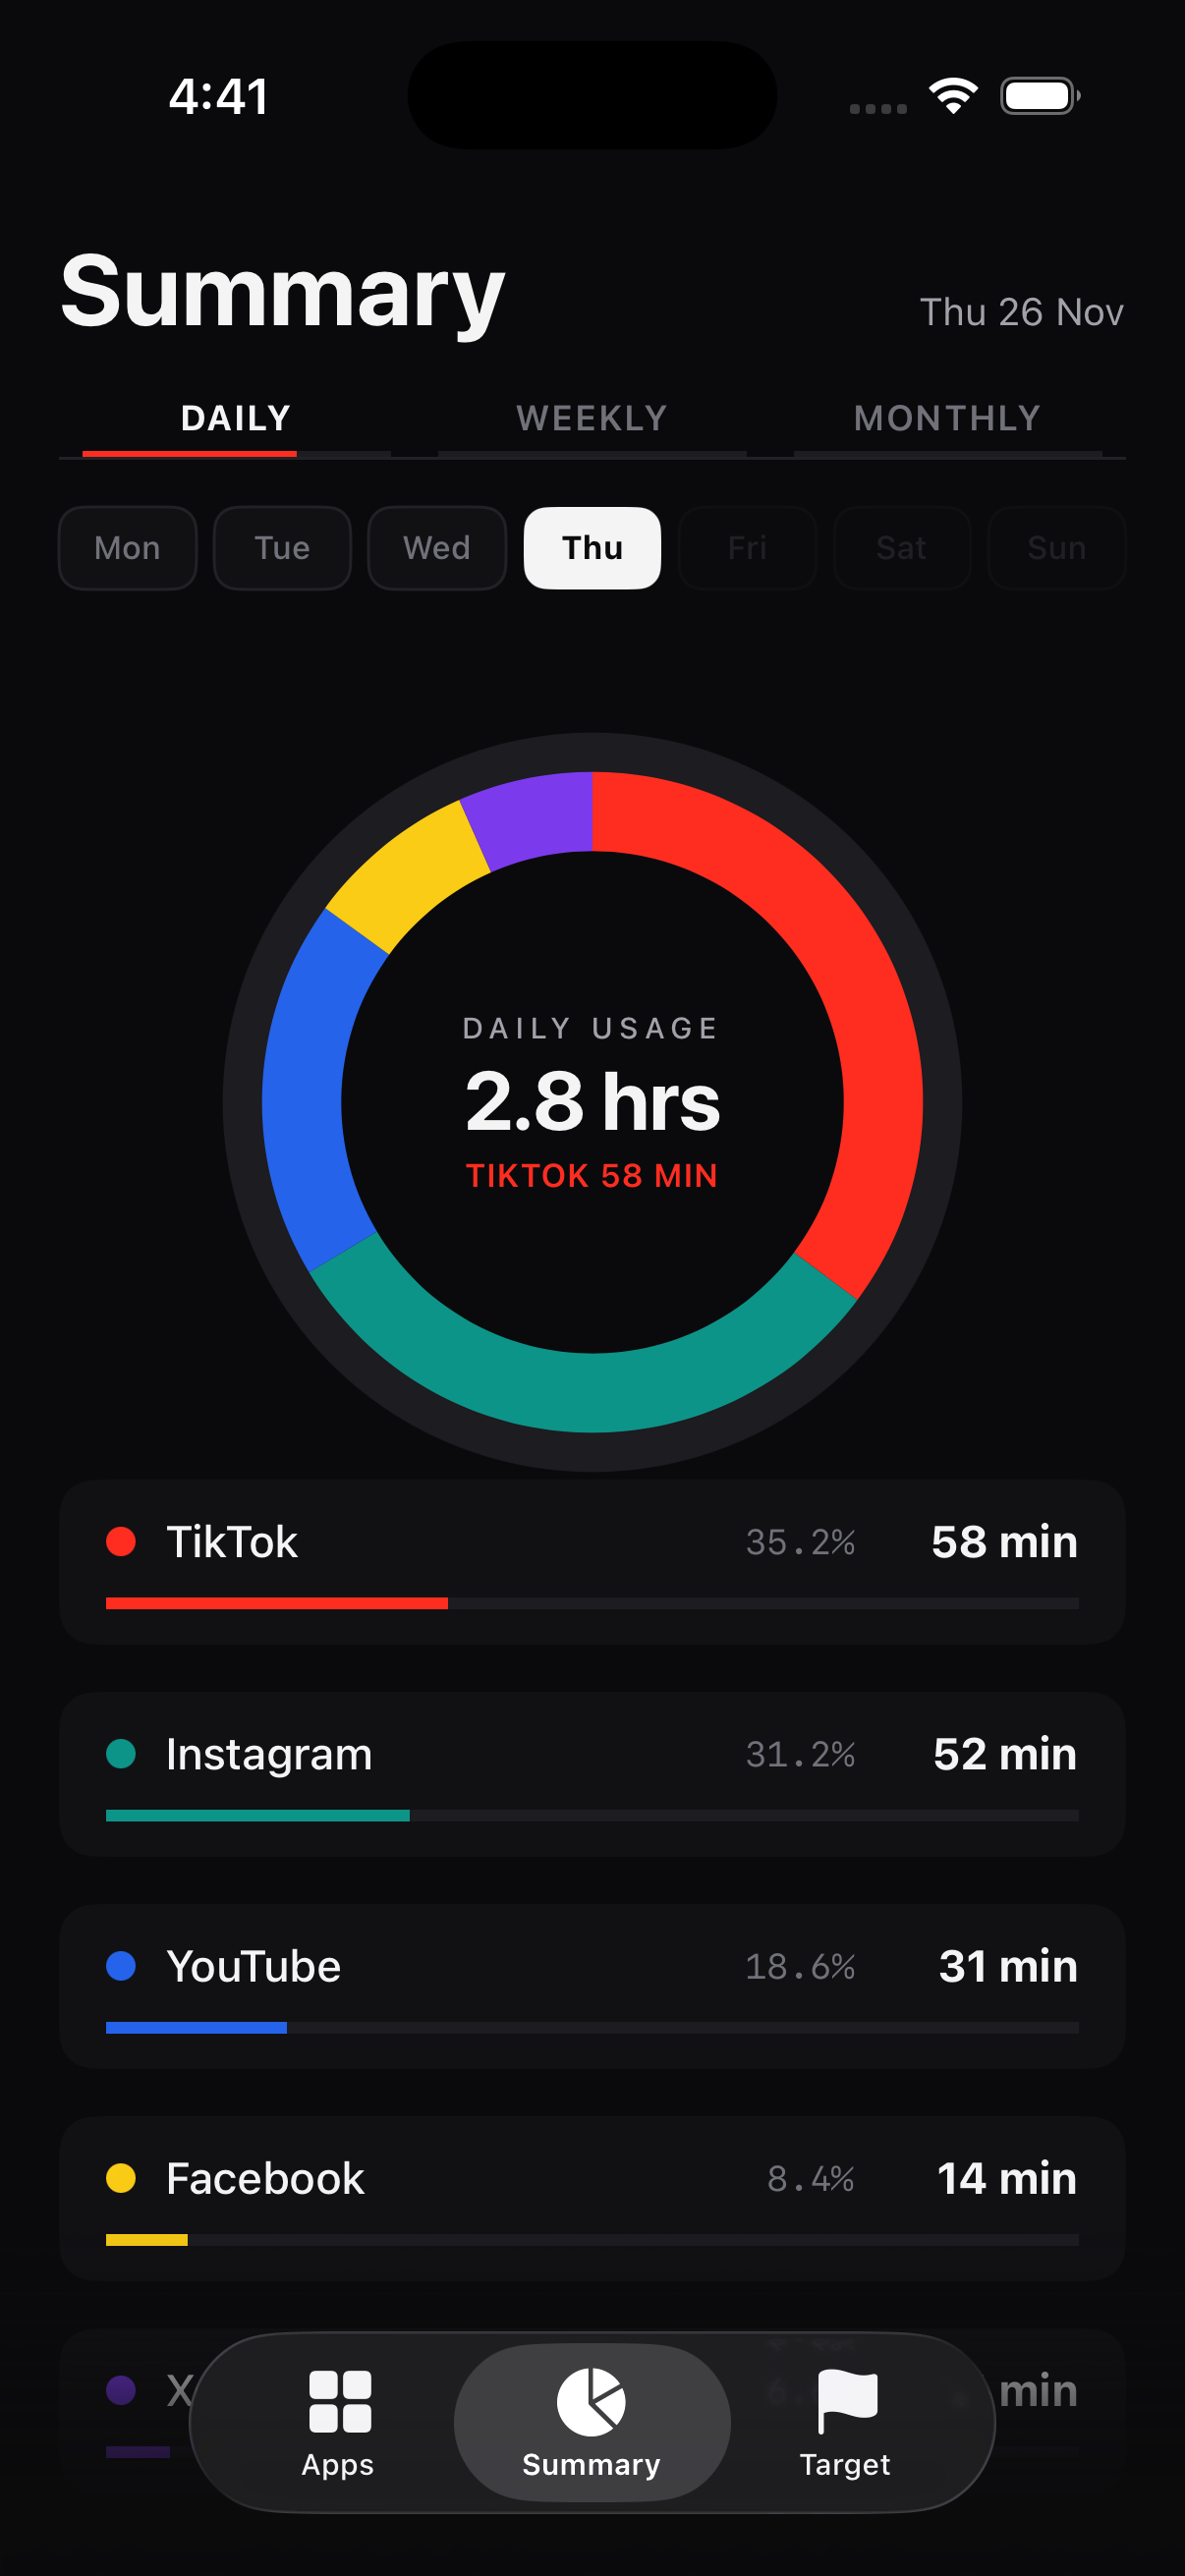 4:41
Summary
Thu 26 Nov
DAILY WEEKLY MONTHLY
Mon Tue Wed Thu Fri Sat Sun
DAILY USAGE
2.8 hrs
TIKTOK 58 MIN
TikTok 35.2% 58 min
Instagram 31.2% 52 min
YouTube 18.6% 31 min
Facebook 8.4% 14 min
X min
Apps Summary Target